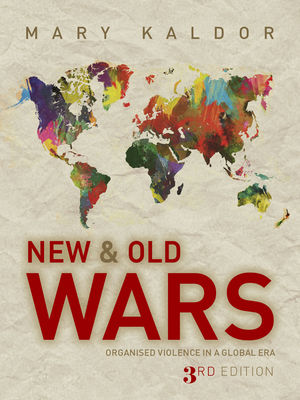 MARY KALDOR
NEW & OLD
WARS
ORGANISED VIOLENCE IN A GLOBAL ERA
3RD EDITION